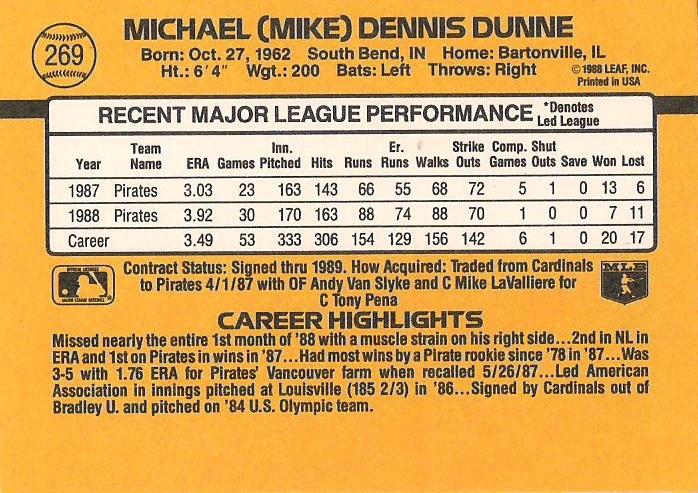 269
MICHAEL (MIKE) DENNIS DUNNE
Born: Oct. 27, 1962 South Bend, IN Home: Bartonville, IL
Ht.: 6'4" Wgt.: 200 Bats: Left Throws: Right
©1988 LEAF, INC.
Printed in USA
RECENT MAJOR LEAGUE PERFORMANCE *Denotes Led League
Year Team Name ERA Games Inn. Pitched Hits Runs Er. Runs Walks Strike Outs Comp. Games Shut Outs Save Won Lost
1987 Pirates 3.03 23 163 143 66 55 68 72 5 1 0 13 6
1988 Pirates 3.92 30 170 163 88 74 88 70 1 0 0 7 11
Career 3.49 53 333 306 154 129 156 142 6 1 0 20 17
Contract Status: Signed thru 1989. How Acquired: Traded from Cardinals
to Pirates 4/1/87 with OF Andy Van Slyke and C Mike LaValliere for
C Tony Pena
MLB
CAREER HIGHLIGHTS
Missed nearly the entire 1st month of '88 with a muscle strain on his right side...2nd in NL in
ERA and 1st on Pirates in wins in '87...Had most wins by a Pirate rookie since '78 in '87...Was
3-5 with 1.76 ERA for Pirates' Vancouver farm when recalled 5/26/87...Led American
Association in innings pitched at Louisville (185 2/3) in '86...Signed by Cardinals out of
Bradley U. and pitched on '84 U.S. Olympic team.